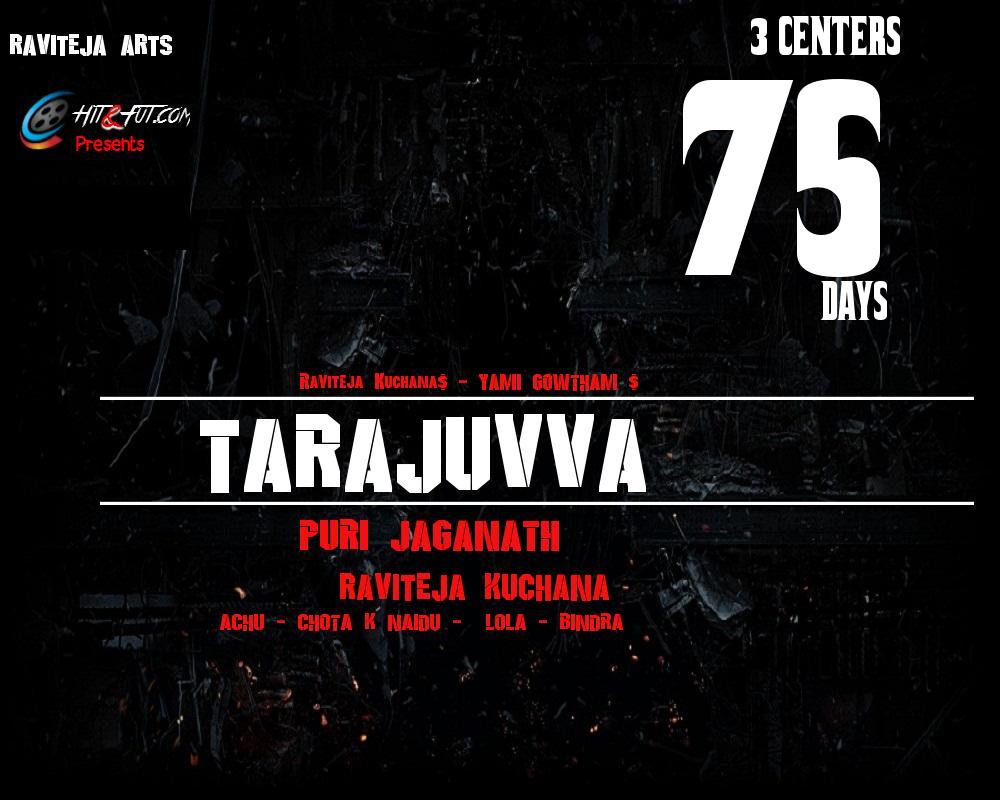 RAVITEJA ARTS
3 CENTERS
HIT&FUT.COM
Presents
75
DAYS
RAVITEJA KUCHANA$ - YAMI GOWTHAM $
TARAJUVVA
PURI JAGANATH
RAVITEJA KUCHANA
ACHU - CHOTA K NAIDU - LOLA - BINDRA